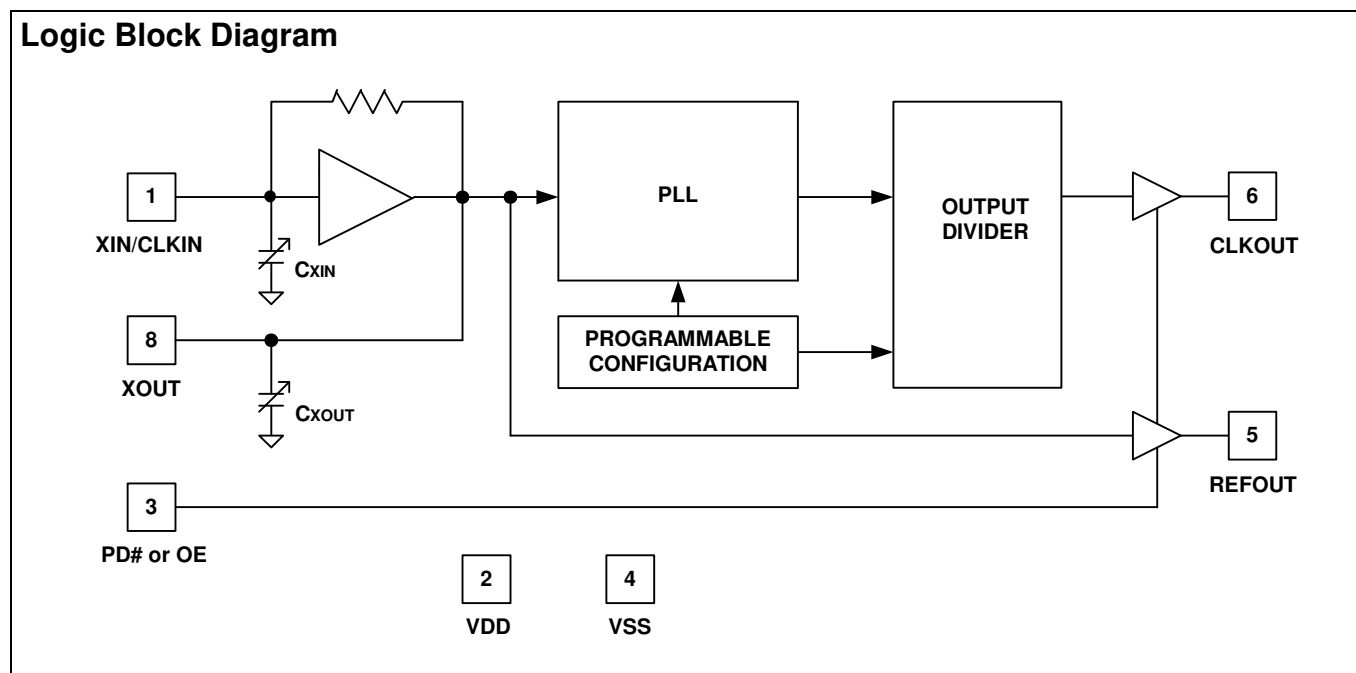 Logic Block Diagram
1
XIN/CLKIN
CXIN
8
XOUT
CXOUT
3
PD# or OE
PLL
PROGRAMMABLE
CONFIGURATION
OUTPUT
DIVIDER
6
CLKOUT
5
REFOUT
2
VDD
4
VSS